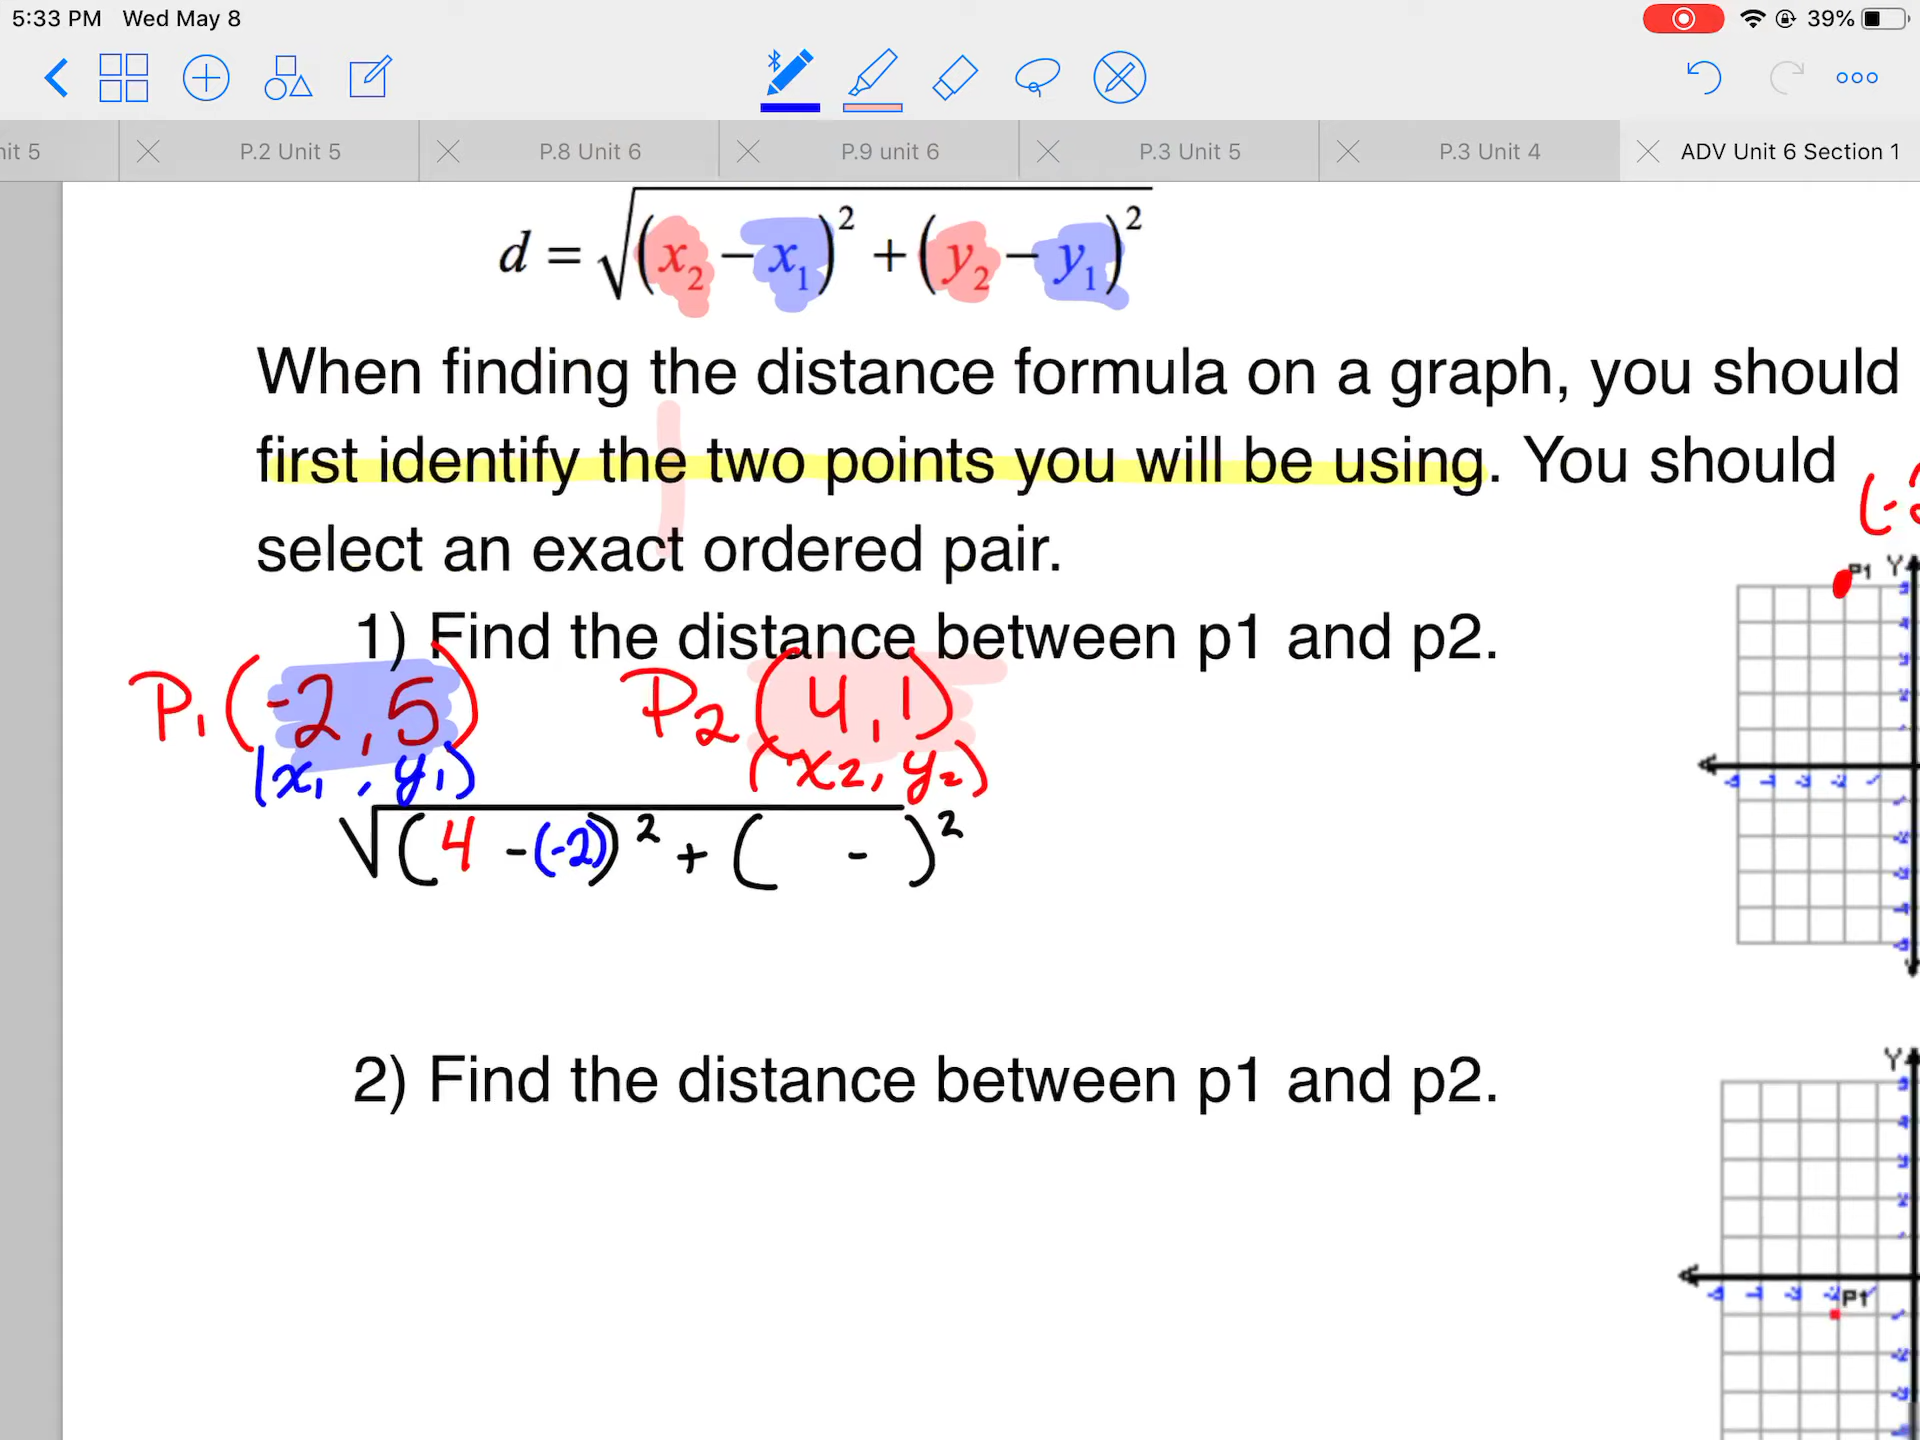 5:33 PM Wed May 8 39%
nit 5 P.2 Unit 5 P.8 Unit 6 P.9 unit 6 P.3 Unit 5 P.3 Unit 4 ADV Unit 6 Section 1
d = √(x₂ − x₁)² + (y₂ − y₁)²
When finding the distance formula on a graph, you should
first identify the two points you will be using. You should
select an exact ordered pair.
(-2
P1 Y
1) Find the distance between p1 and p2.
P₁ (-2, 5) P₂ (4, 1)
(x₁, y₁) (x₂, y₂)
√(4 -(-2))² + ( - )²
2) Find the distance between p1 and p2.
Y
P1